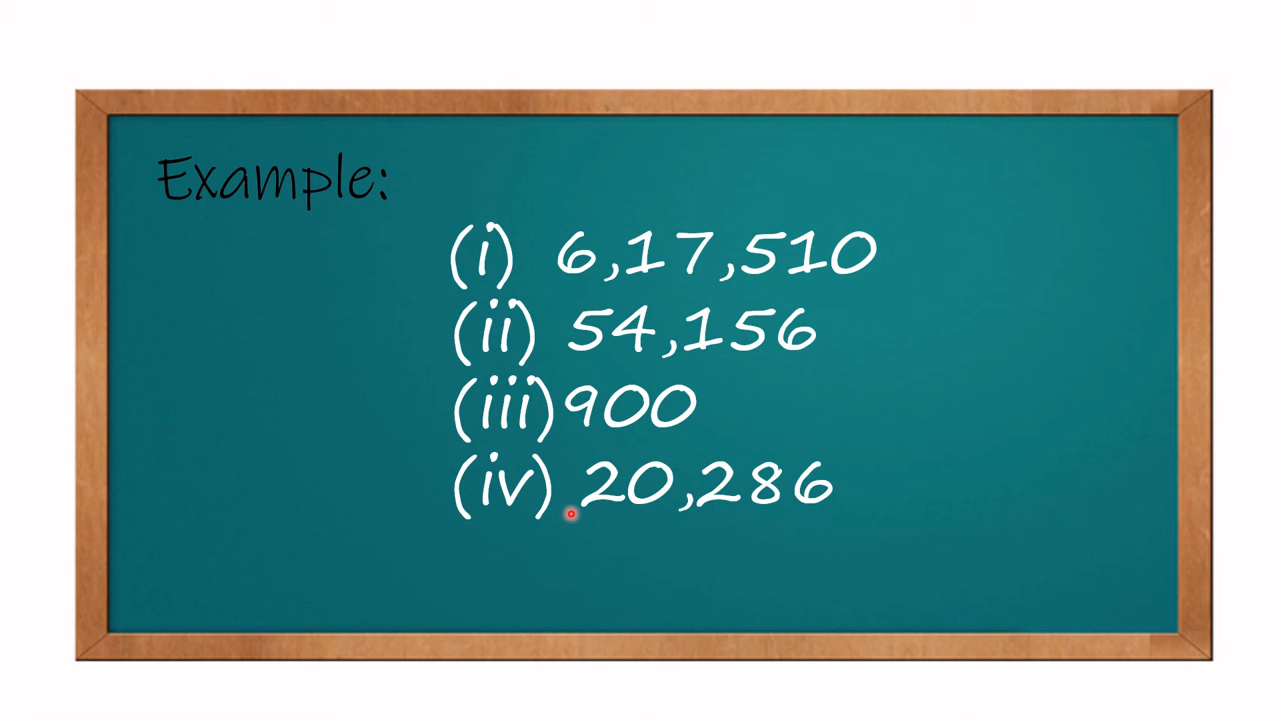 Example:
(i) 6,17,510
(ii) 54,156
(iii) 900
(iv) 20,286